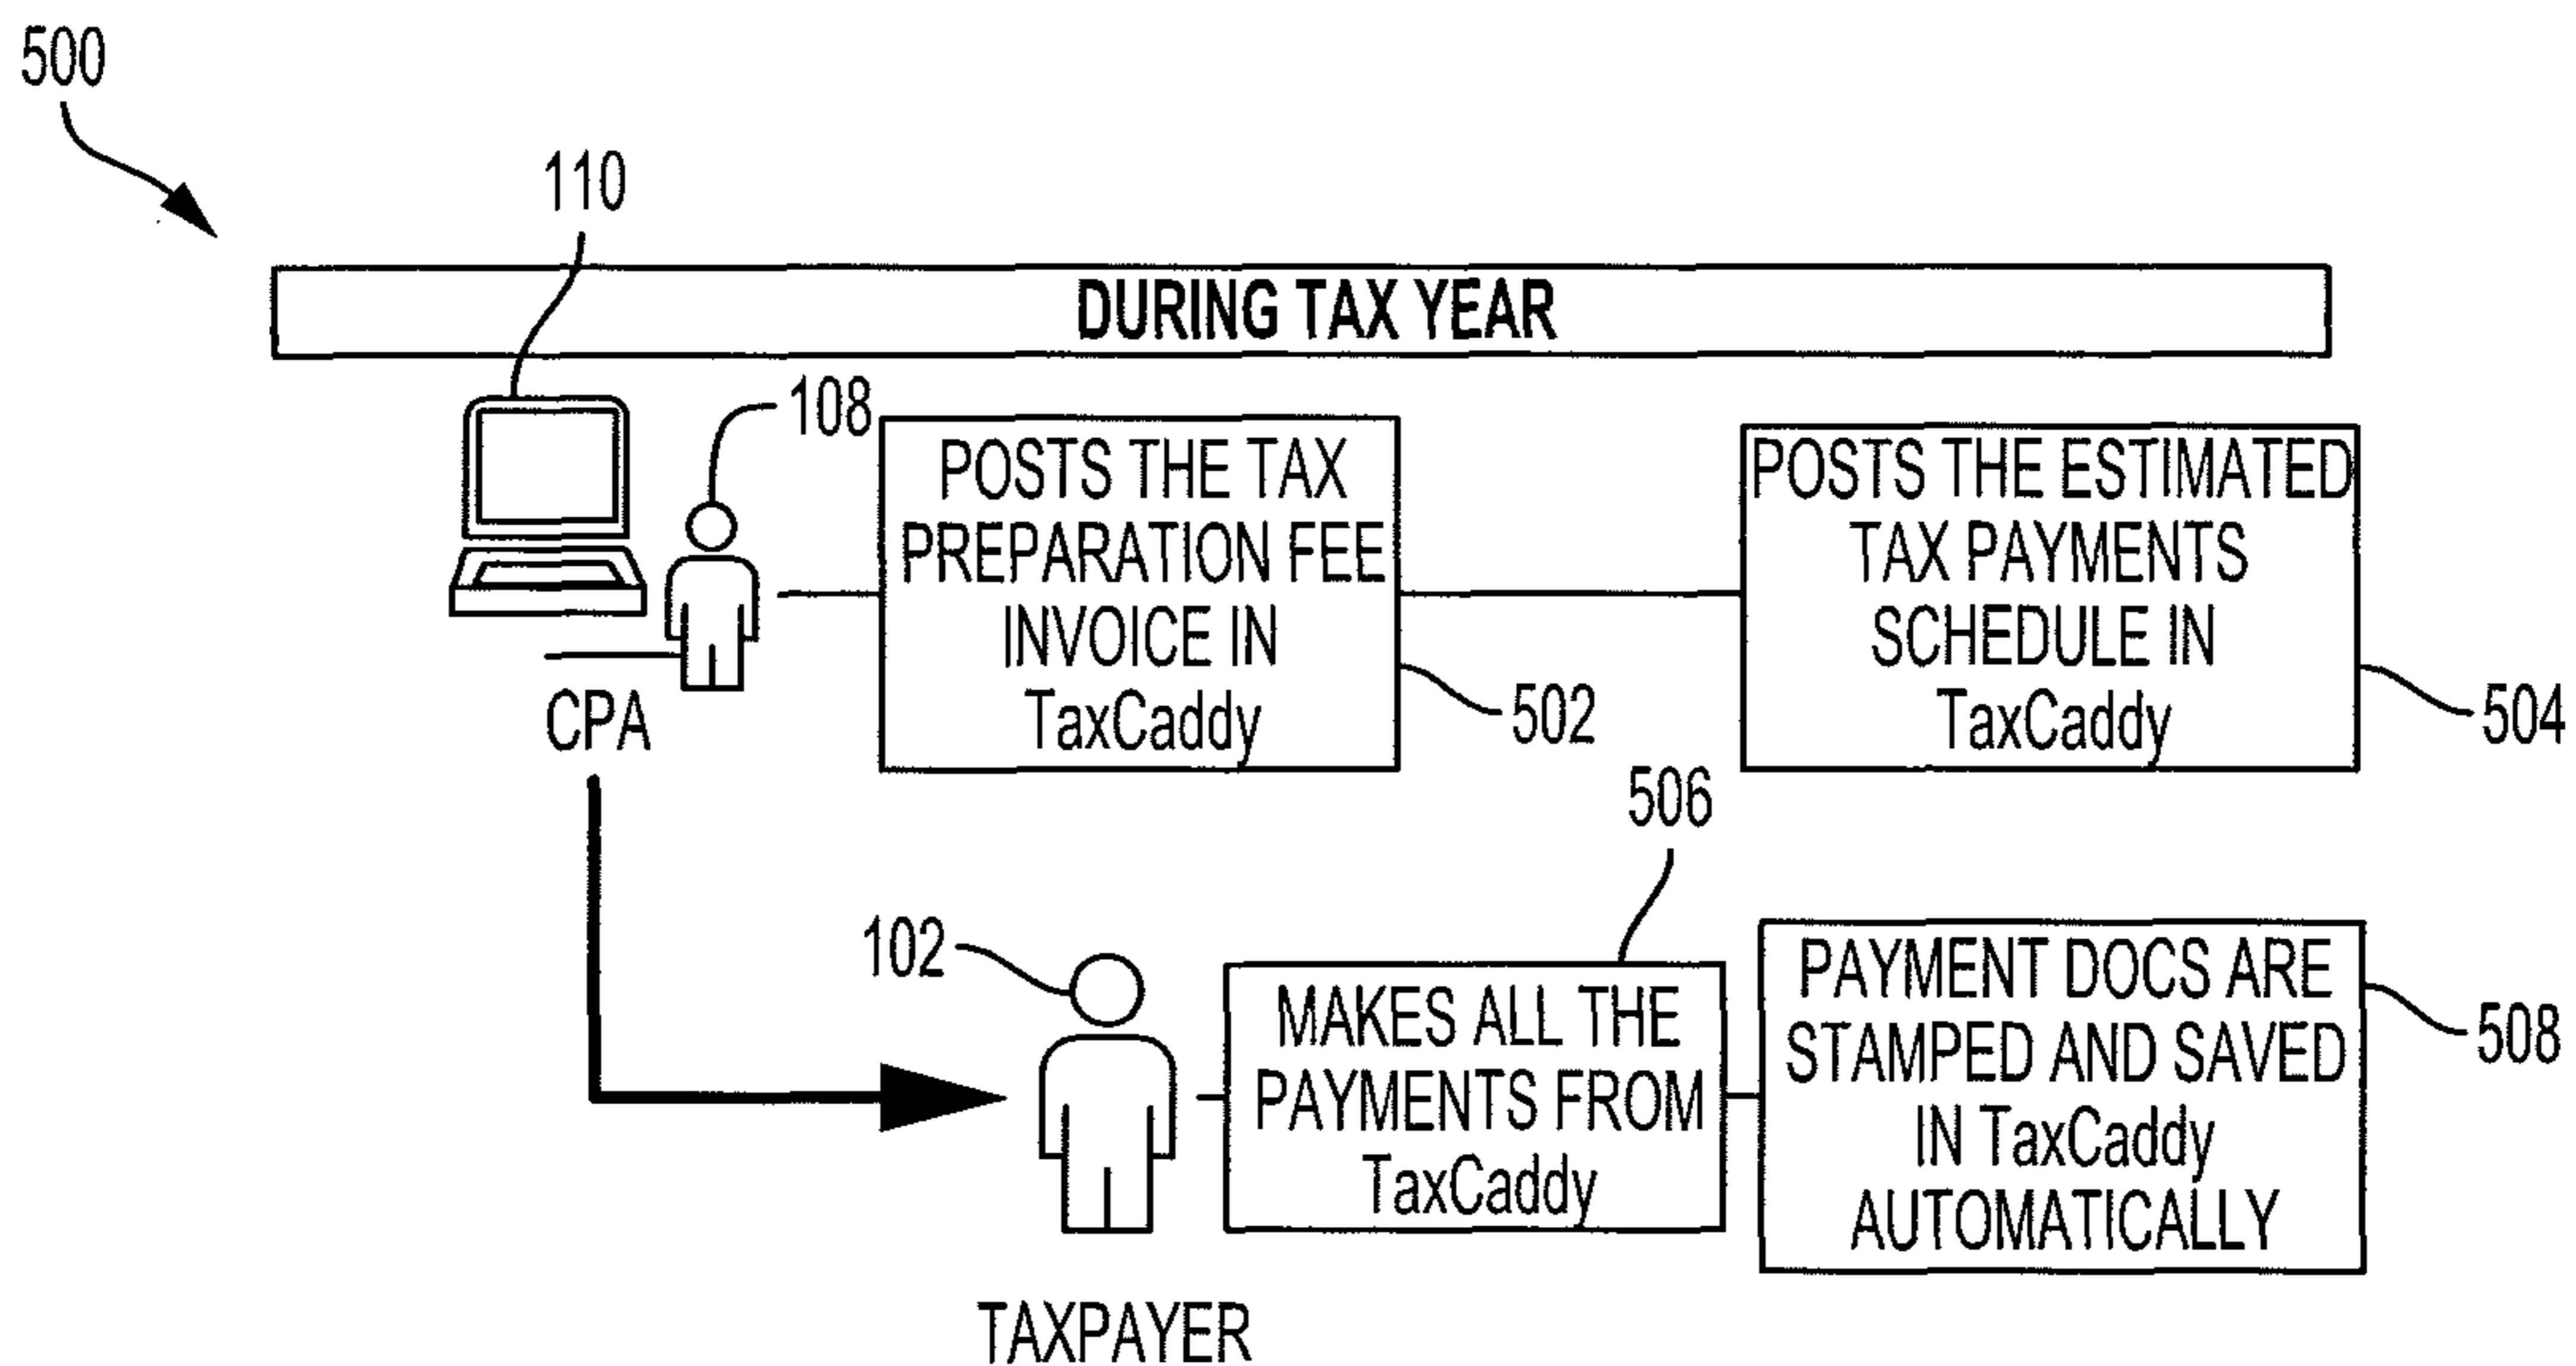 500
110
DURING TAX YEAR
108
POSTS THE TAX
PREPARATION FEE
INVOICE IN
TaxCaddy
502
POSTS THE ESTIMATED
TAX PAYMENTS
SCHEDULE IN
TaxCaddy
504
CPA
506
102
MAKES ALL THE
PAYMENTS FROM
TaxCaddy
PAYMENT DOCS ARE
STAMPED AND SAVED
IN TaxCaddy
AUTOMATICALLY
508
TAXPAYER